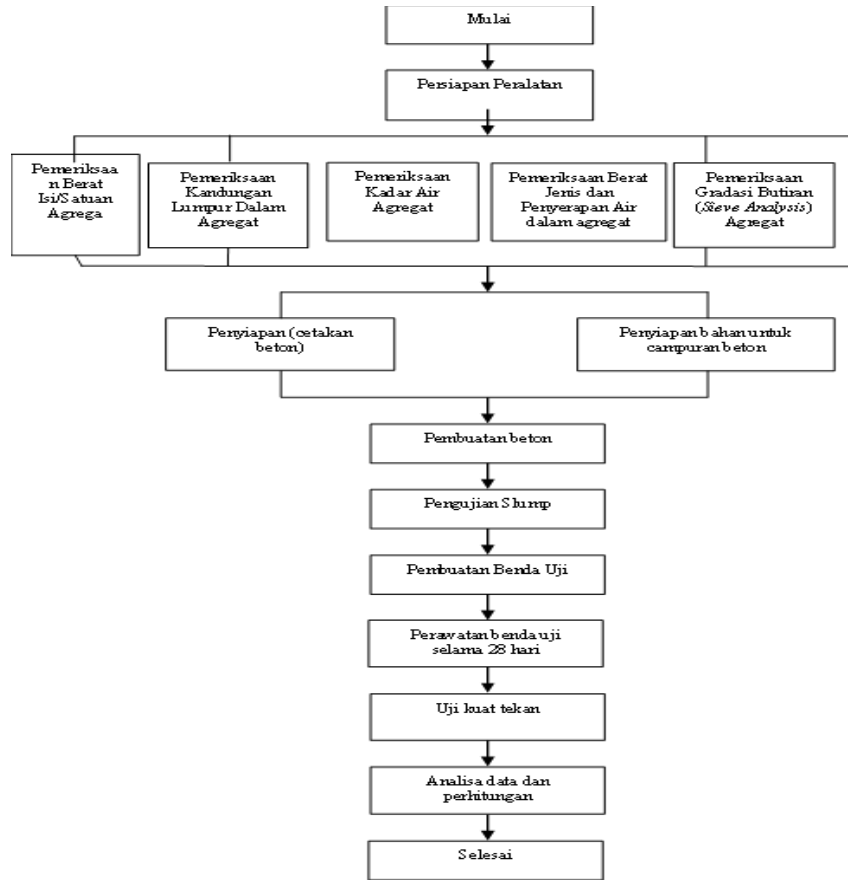 Mulai
Persiapan Peralatan
Pemeriksaa
n Berat
Isi/Satuan
Agrega
Pemeriksaan
Kandungan
Lumpur Dalam
Agregat
Pemeriksaan
Kadar Air
Agregat
Pemeriksaan Berat
Jenis dan
Penyerapan Air
dalam agregat
Pemeriksaan
Gradasi Butiran
(Sieve Analysis)
Agregat
Penyiapan (cetakan
beton)
Penyiapan bahan untuk
campuran beton
Pembuatan beton
Pengujian Slump
Pembuatan Benda Uji
Perawatan benda uji
selama 28 hari
Uji kuat tekan
Analisa data dan
perhitungan
Selesai